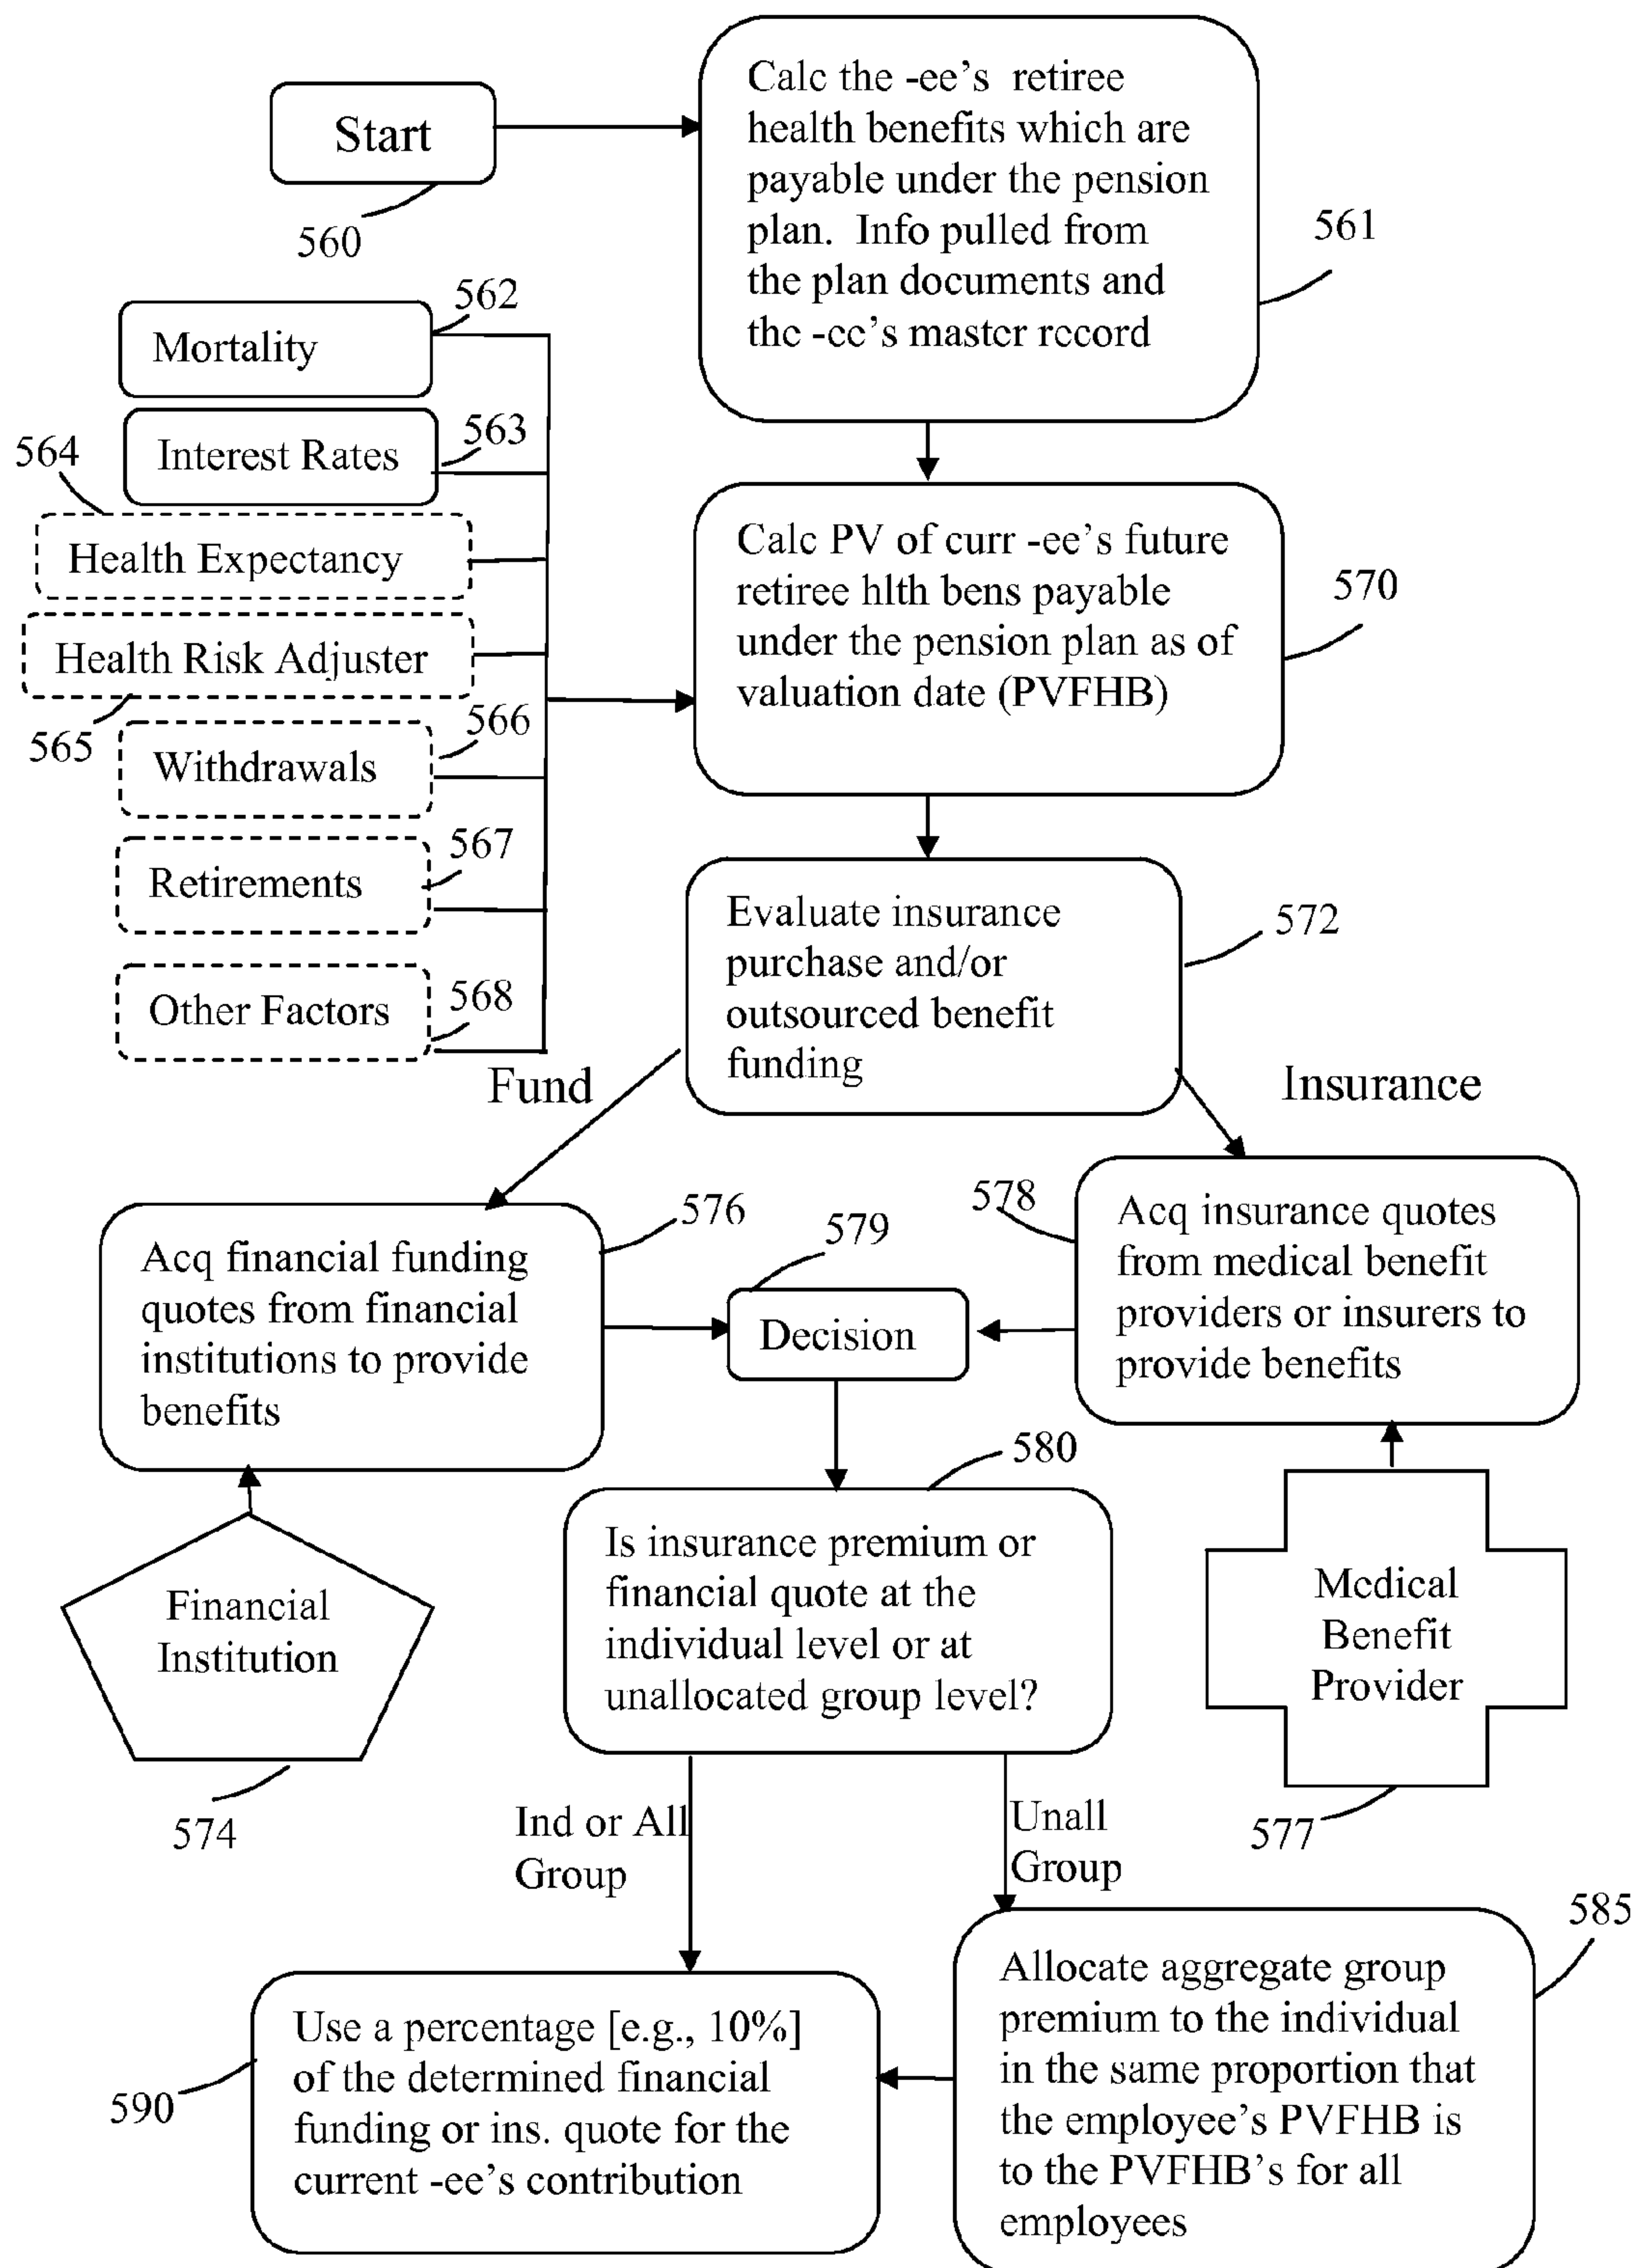 Start
560
Calc the -ee's retiree
health benefits which are
payable under the pension
plan. Info pulled from
the plan documents and
the -ee's master record
561
Mortality
562
Interest Rates
563
564
Health Expectancy
Health Risk Adjuster
565
Withdrawals
566
Retirements
567
Other Factors
568
Calc PV of curr -ee's future
retiree hlth bens payable
under the pension plan as of
valuation date (PVFHB)
570
Evaluate insurance
purchase and/or
outsourced benefit
funding
572
Fund
Insurance
Acq financial funding
quotes from financial
institutions to provide
benefits
576
579
Decision
578
Acq insurance quotes
from medical benefit
providers or insurers to
provide benefits
Financial
Institution
574
580
Is insurance premium or
financial quote at the
individual level or at
unallocated group level?
Medical
Benefit
Provider
577
Ind or All
Group
Unall
Group
585
Allocate aggregate group
premium to the individual
in the same proportion that
the employee's PVFHB is
to the PVFHB's for all
employees
Use a percentage [e.g., 10%]
of the determined financial
funding or ins. quote for the
current -ee's contribution
590